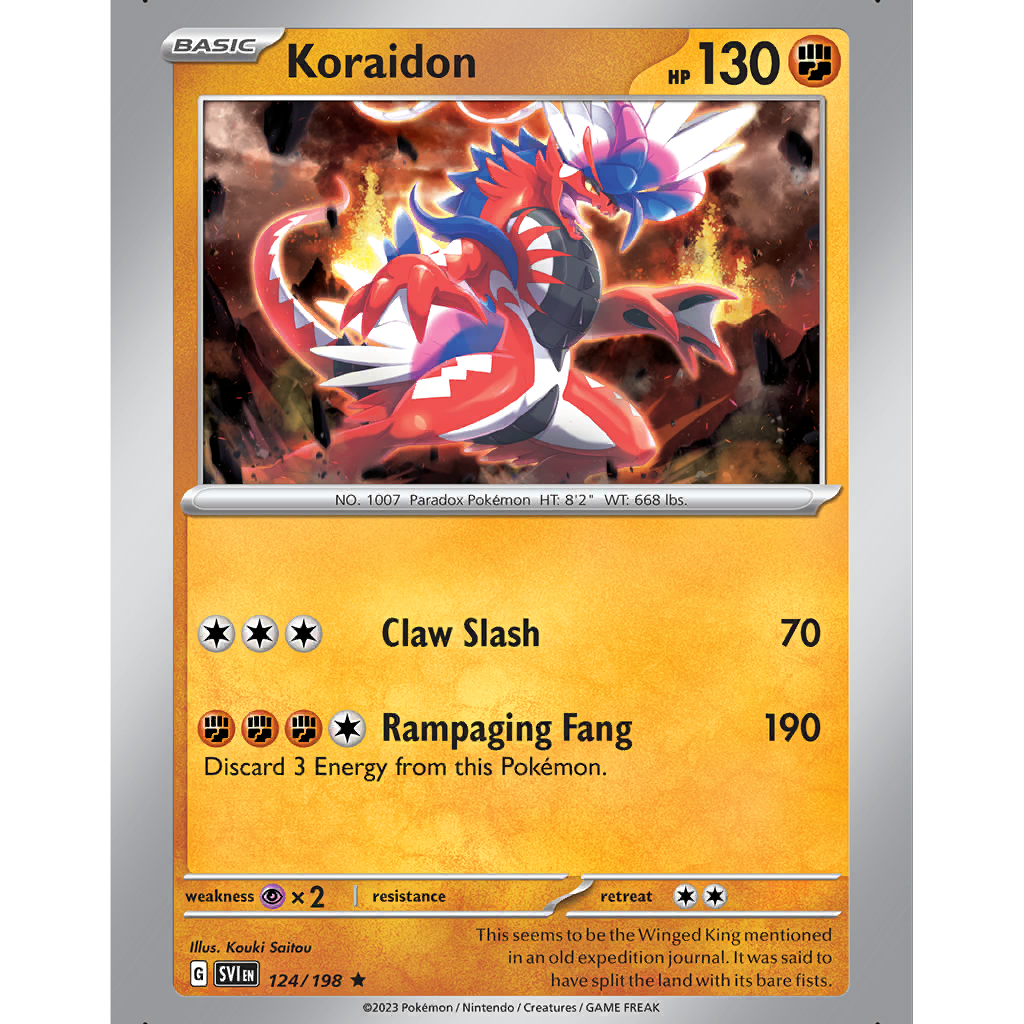 BASIC
Koraidon
HP 130
NO. 1007 Paradox Pokémon HT: 8'2" WT: 668 lbs.
Claw Slash 70
Rampaging Fang 190
Discard 3 Energy from this Pokémon.
weakness ×2 resistance retreat
Illus. Kouki Saitou
This seems to be the Winged King mentioned
in an old expedition journal. It was said to
have split the land with its bare fists.
G SVI EN 124/198 ★
©2023 Pokémon / Nintendo / Creatures / GAME FREAK